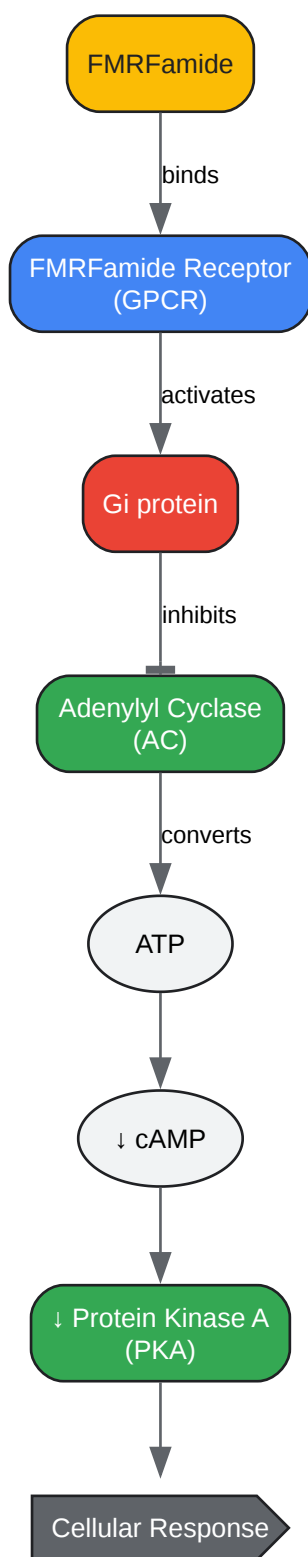 FMRFamide
binds
FMRFamide Receptor
(GPCR)
activates
Gi protein
inhibits
Adenylyl Cyclase
(AC)
converts
ATP
↓ cAMP
↓ Protein Kinase A
(PKA)
Cellular Response